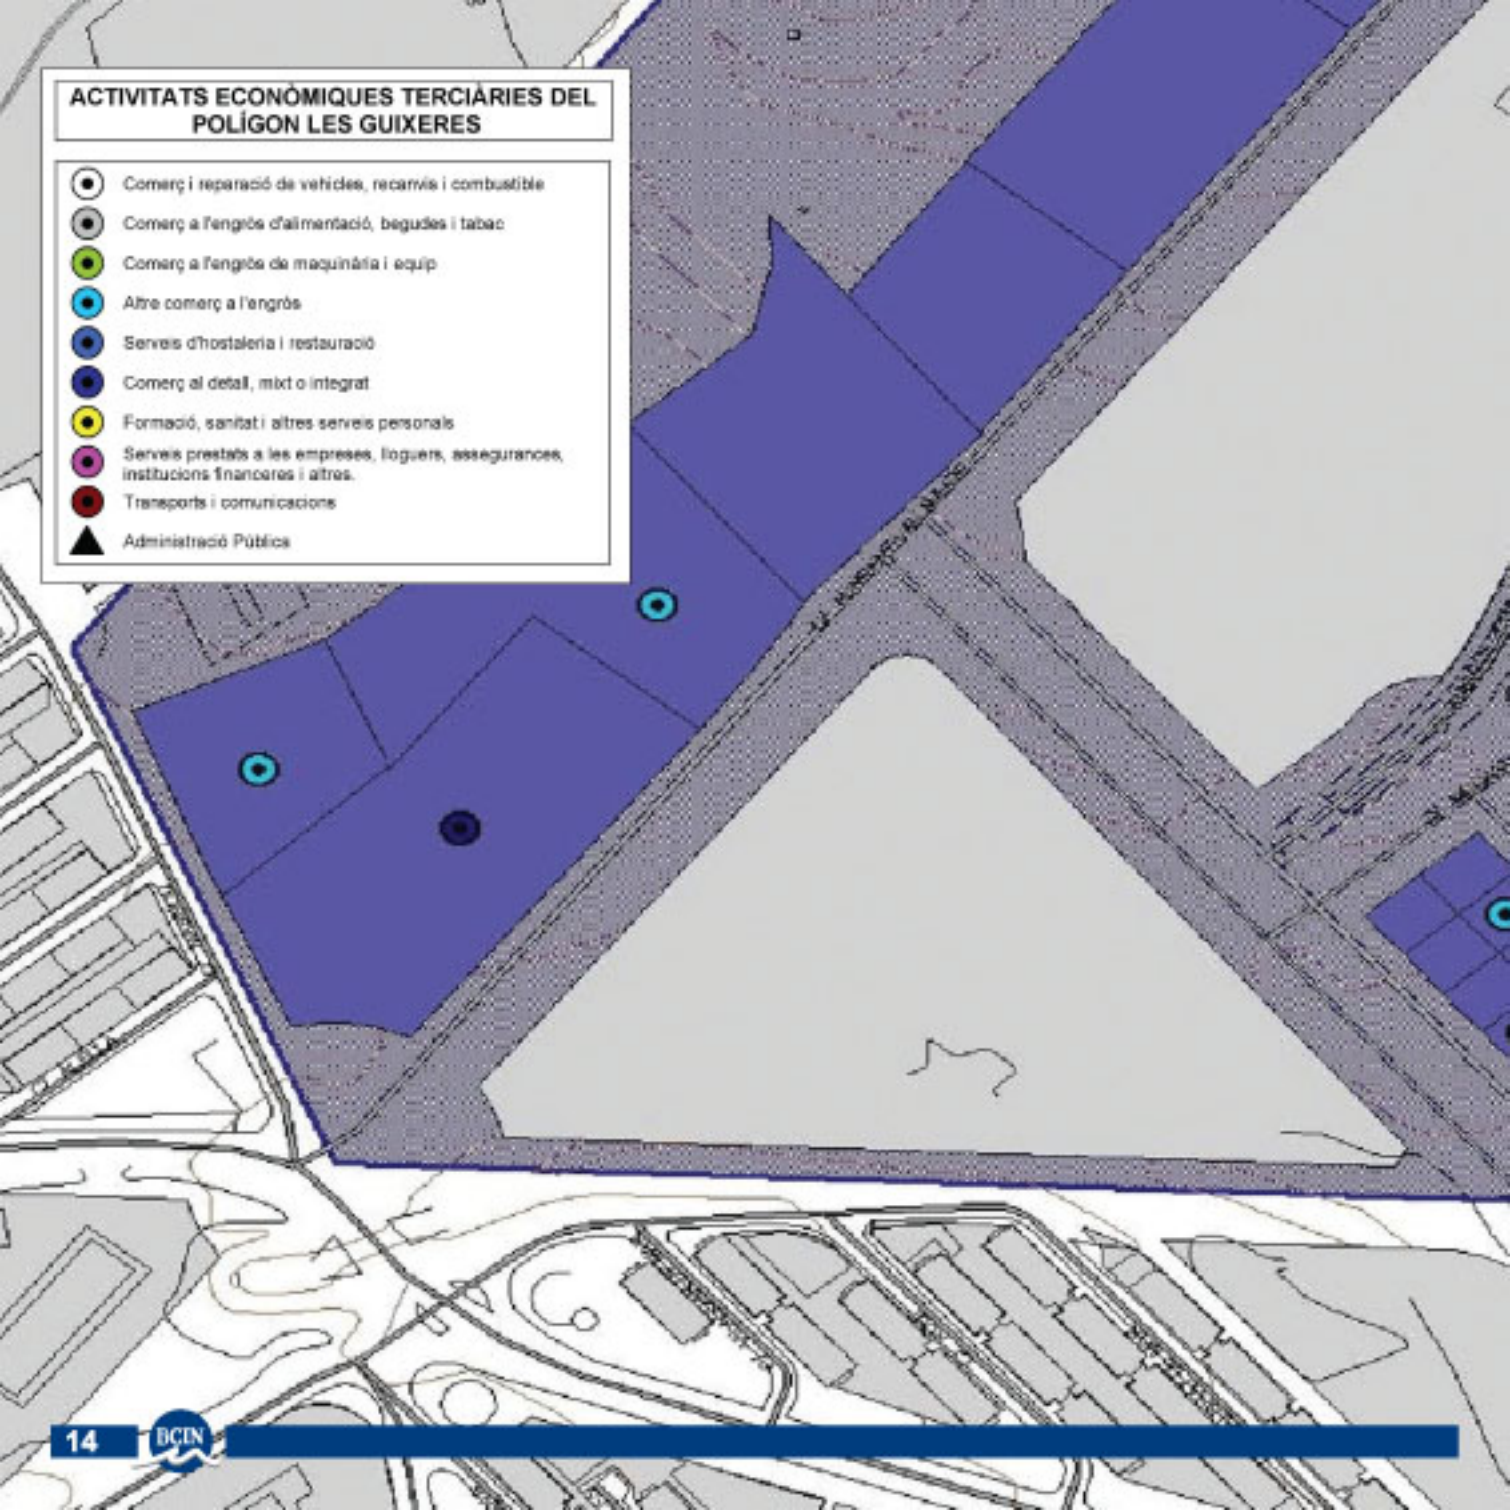 ACTIVITATS ECONÒMIQUES TERCIÀRIES DEL
POLÍGON LES GUIXERES
Comerç i reparació de vehicles, recanvis i combustible
Comerç a l'engròs d'alimentació, begudes i tabac
Comerç a l'engròs de maquinària i equip
Altre comerç a l'engròs
Serveis d'hostaleria i restauració
Comerç al detall, mixt o integrat
Formació, sanitat i altres serveis personals
Serveis prestats a les empreses, lloguers, assegurances,
institucions financeres i altres.
Transports i comunicacions
Administració Pública
14
BCIN